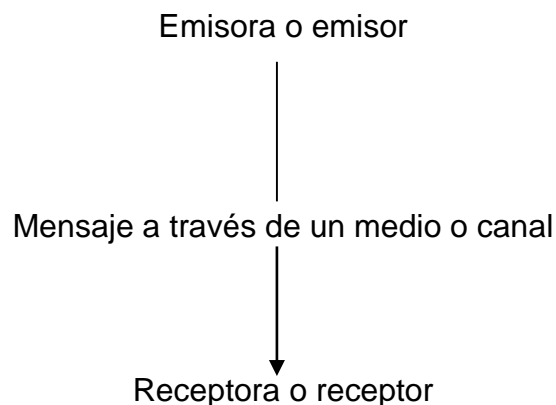 Emisora o emisor
Mensaje a través de un medio o canal
Receptora o receptor